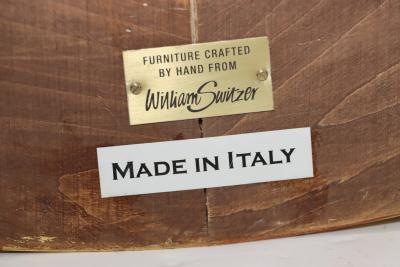 FURNITURE CRAFTED
BY HAND FROM
William Switzer
MADE IN ITALY